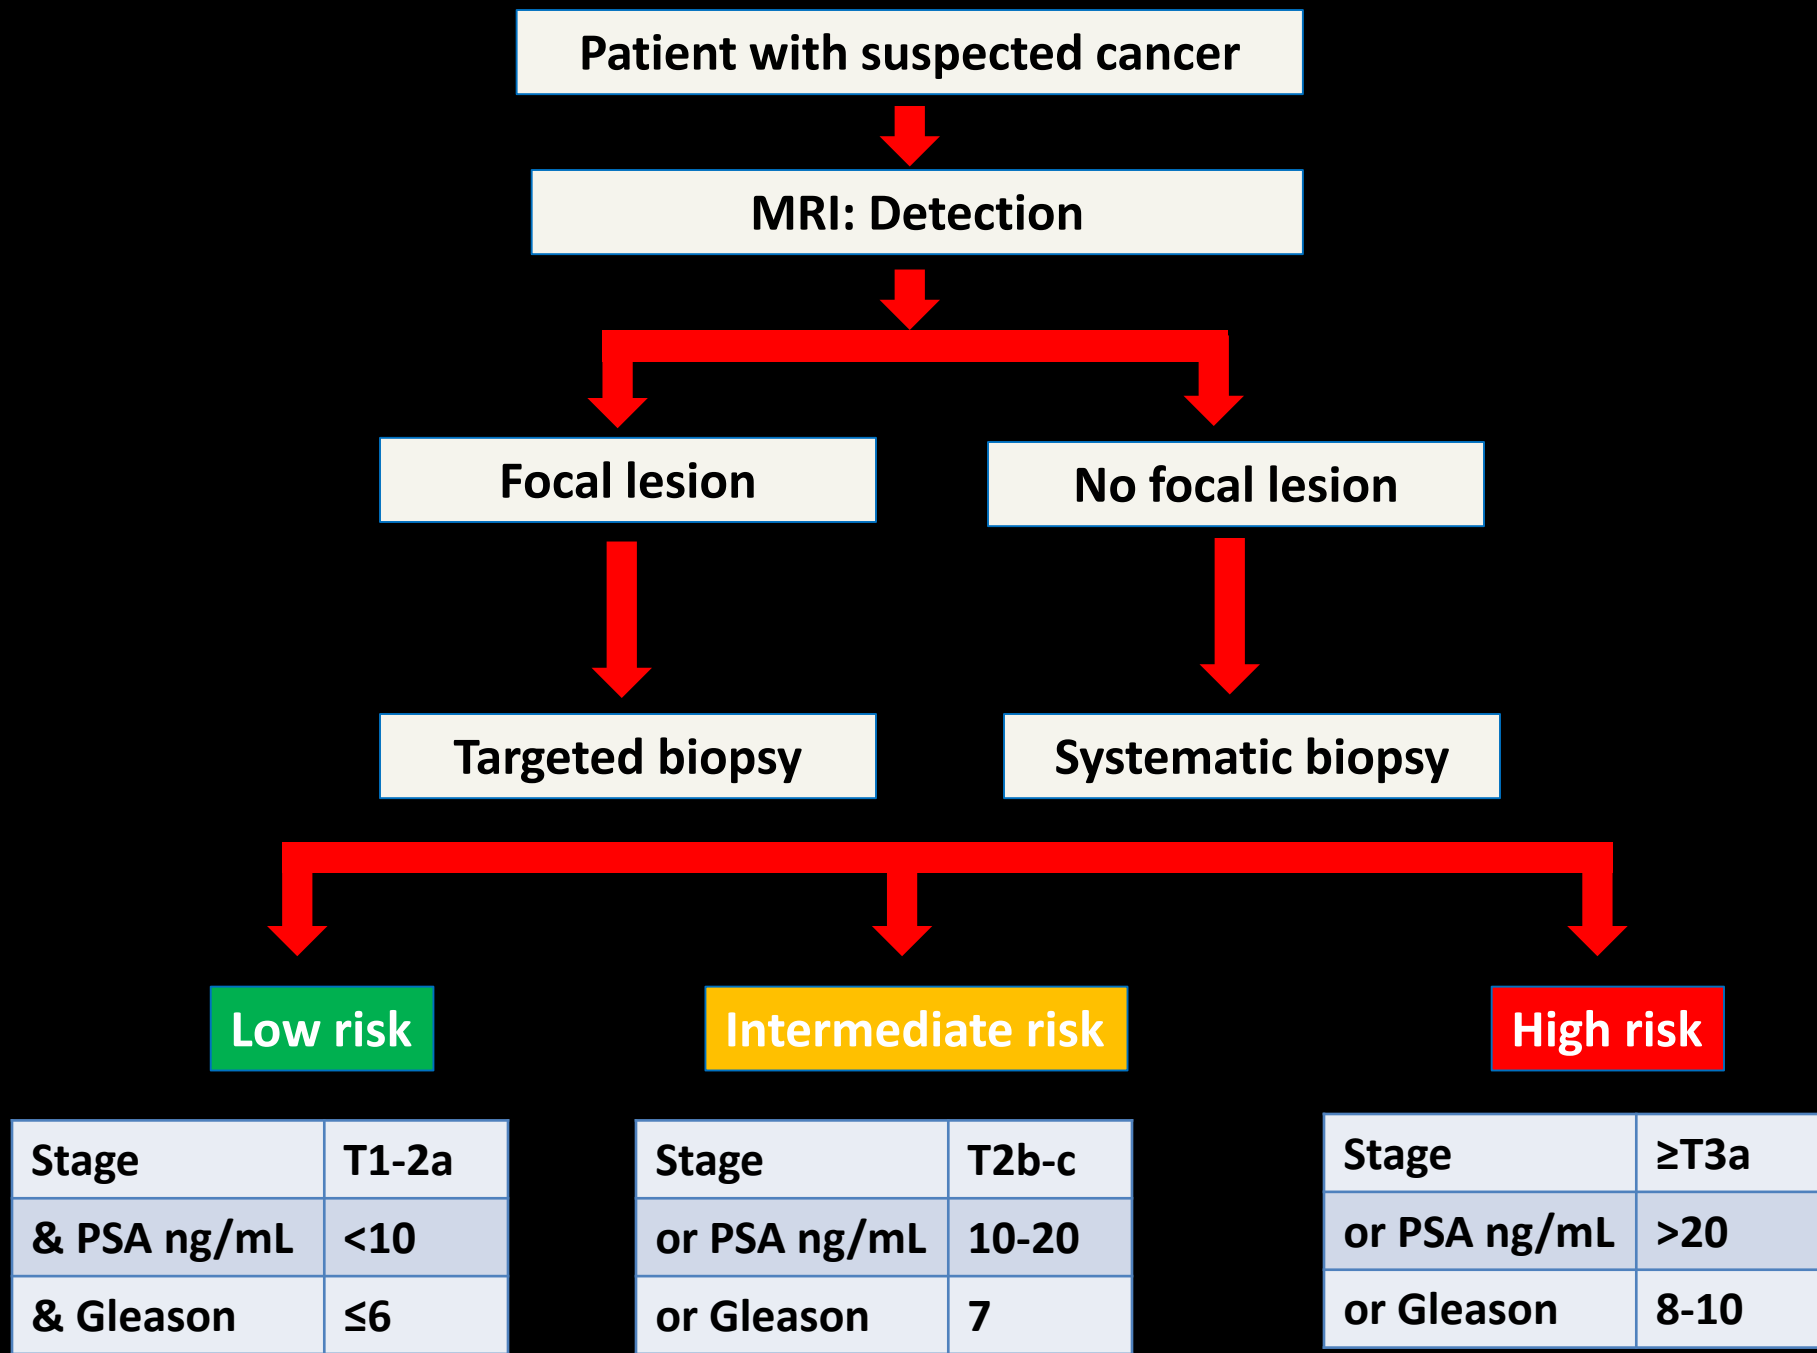 Patient with suspected cancer
MRI: Detection
Focal lesion
No focal lesion
Targeted biopsy
Systematic biopsy
Low risk
Stage T1-2a
& PSA ng/mL <10
& Gleason ≤6
Intermediate risk
Stage T2b-c
or PSA ng/mL 10-20
or Gleason 7
High risk
Stage ≥T3a
or PSA ng/mL >20
or Gleason 8-10